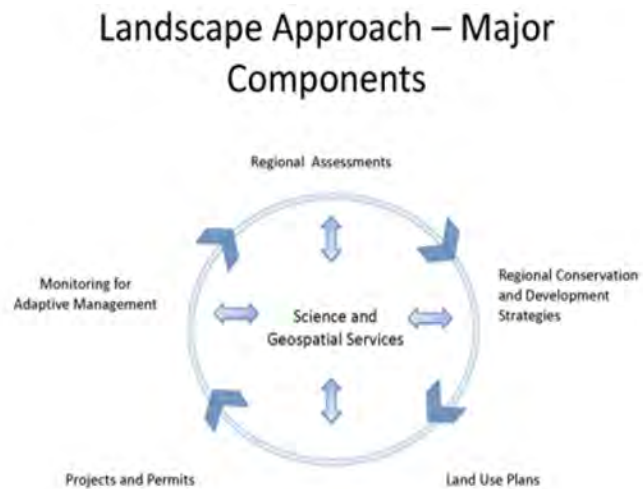 Landscape Approach – Major
Components
Regional Assessments
Monitoring for
Adaptive Management
Science and
Geospatial Services
Regional Conservation
and Development
Strategies
Projects and Permits
Land Use Plans